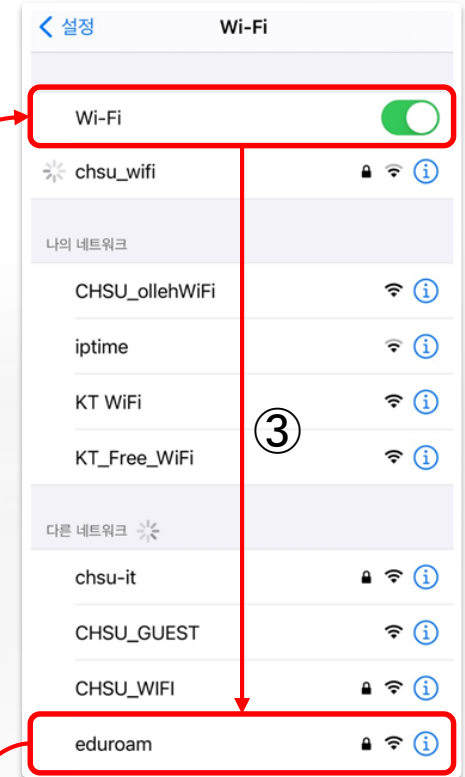 설정 Wi-Fi
Wi-Fi
chsu_wifi
나의 네트워크
CHSU_ollehWiFi
iptime
KT WiFi
③
KT_Free_WiFi
다른 네트워크
chsu-it
CHSU_GUEST
CHSU_WIFI
eduroam